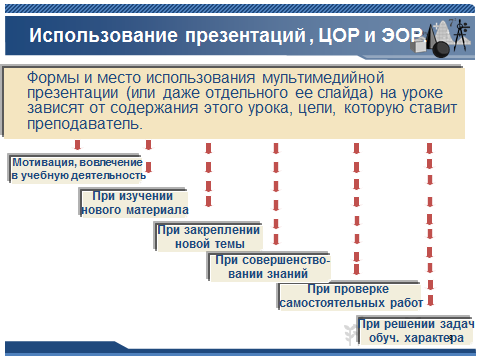 Использование презентаций , ЦОР и ЭОР
Формы и место использования мультимедийной
презентации (или даже отдельного ее слайда) на уроке
зависят от содержания этого урока, цели, которую ставит
преподаватель.
Мотивация, вовлечение
в учебную деятельность
При изучении
нового материала
При закреплении
новой темы
При совершенство-
вании знаний
При проверке
самостоятельных работ
При решении задач
обуч. характера